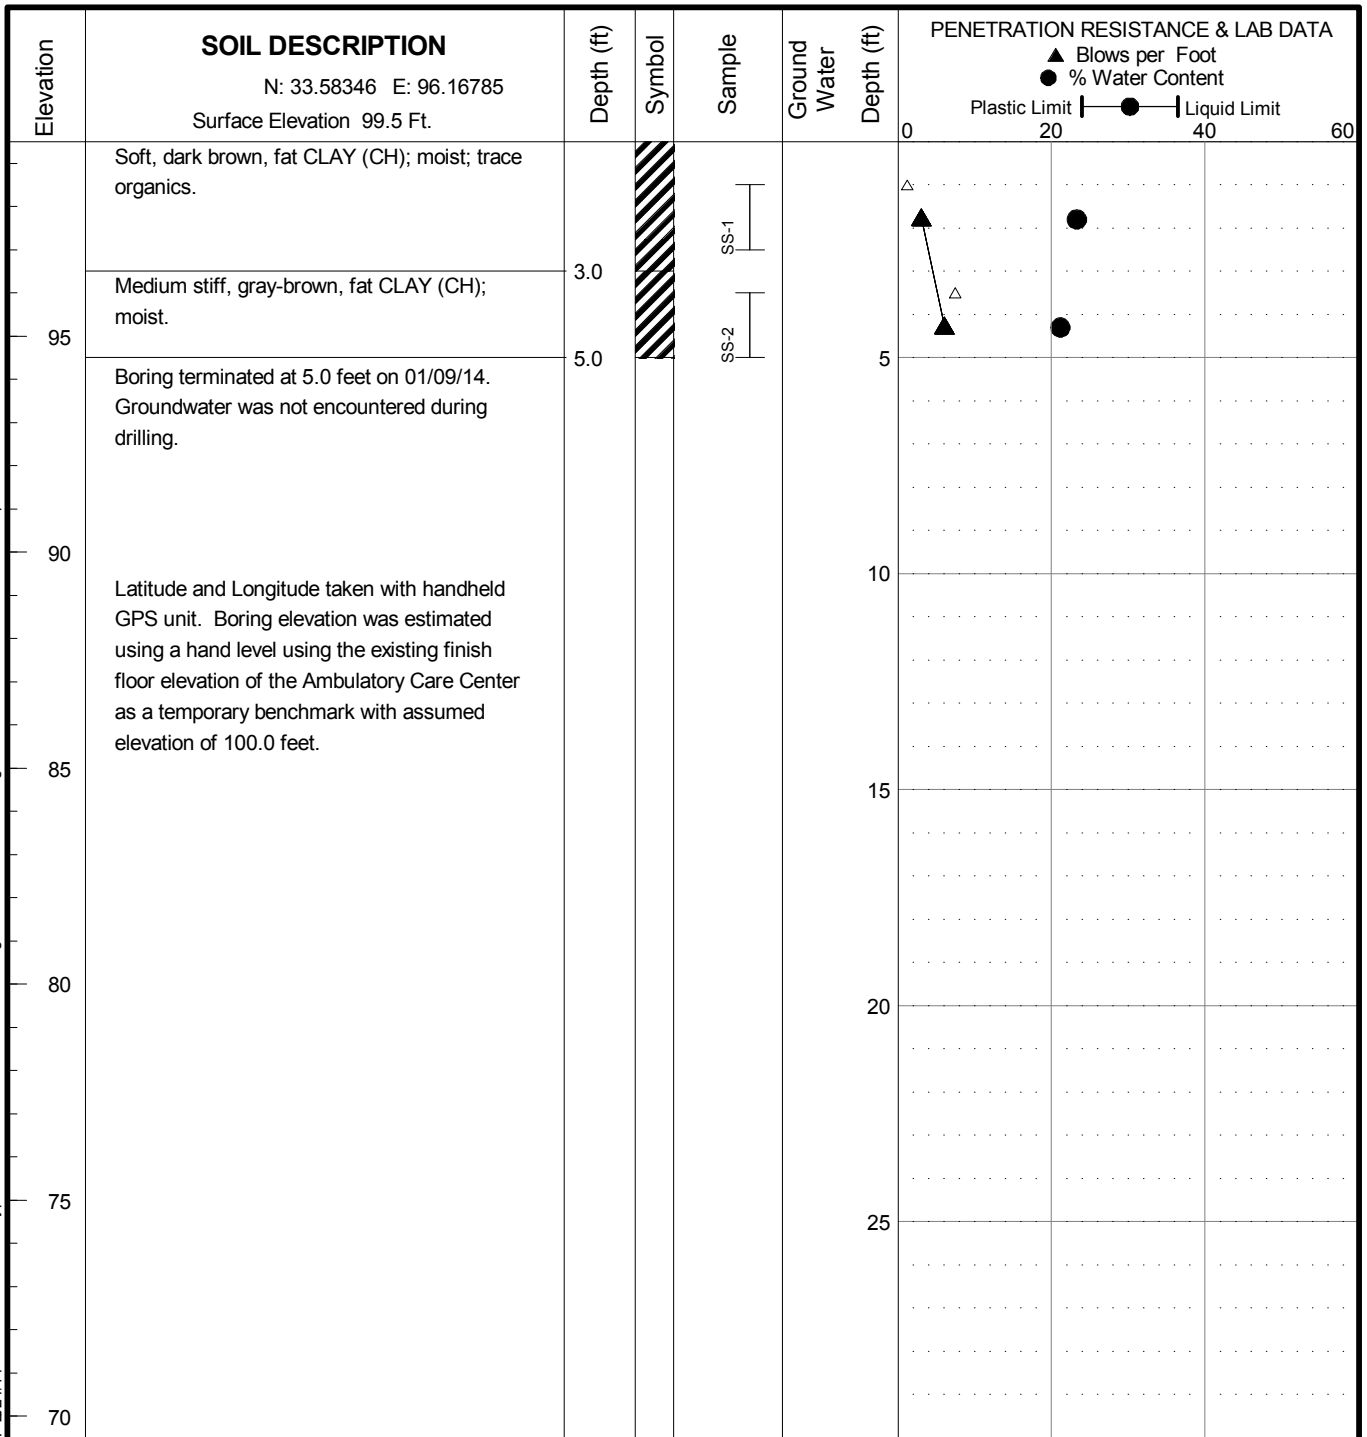 Elevation
SOIL DESCRIPTION
N: 33.58346 E: 96.16785
Surface Elevation 99.5 Ft.
Depth (ft)
Symbol
Sample
Ground
Water
Depth (ft)
PENETRATION RESISTANCE & LAB DATA
Blows per Foot
% Water Content
Plastic Limit Liquid Limit
0 20 40 60
Soft, dark brown, fat CLAY (CH); moist; trace
organics.
SS-1
3.0
Medium stiff, gray-brown, fat CLAY (CH);
moist.
SS-2
95
5.0
5
Boring terminated at 5.0 feet on 01/09/14.
Groundwater was not encountered during
drilling.
90
10
Latitude and Longitude taken with handheld
GPS unit. Boring elevation was estimated
using a hand level using the existing finish
floor elevation of the Ambulatory Care Center
as a temporary benchmark with assumed
elevation of 100.0 feet.
85
15
80
20
75
25
70